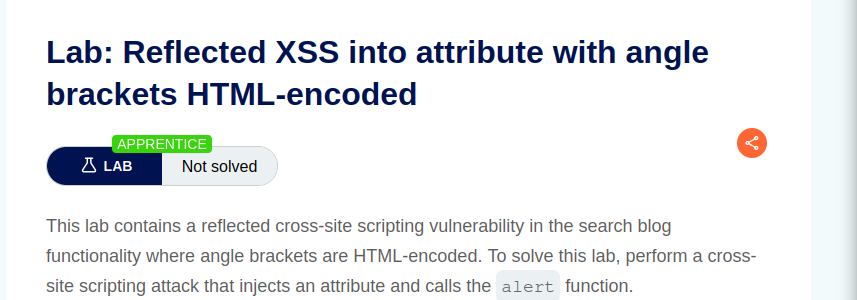 Lab: Reflected XSS into attribute with angle
brackets HTML-encoded
APPRENTICE
LAB Not solved
This lab contains a reflected cross-site scripting vulnerability in the search blog
functionality where angle brackets are HTML-encoded. To solve this lab, perform a cross-
site scripting attack that injects an attribute and calls the alert function.